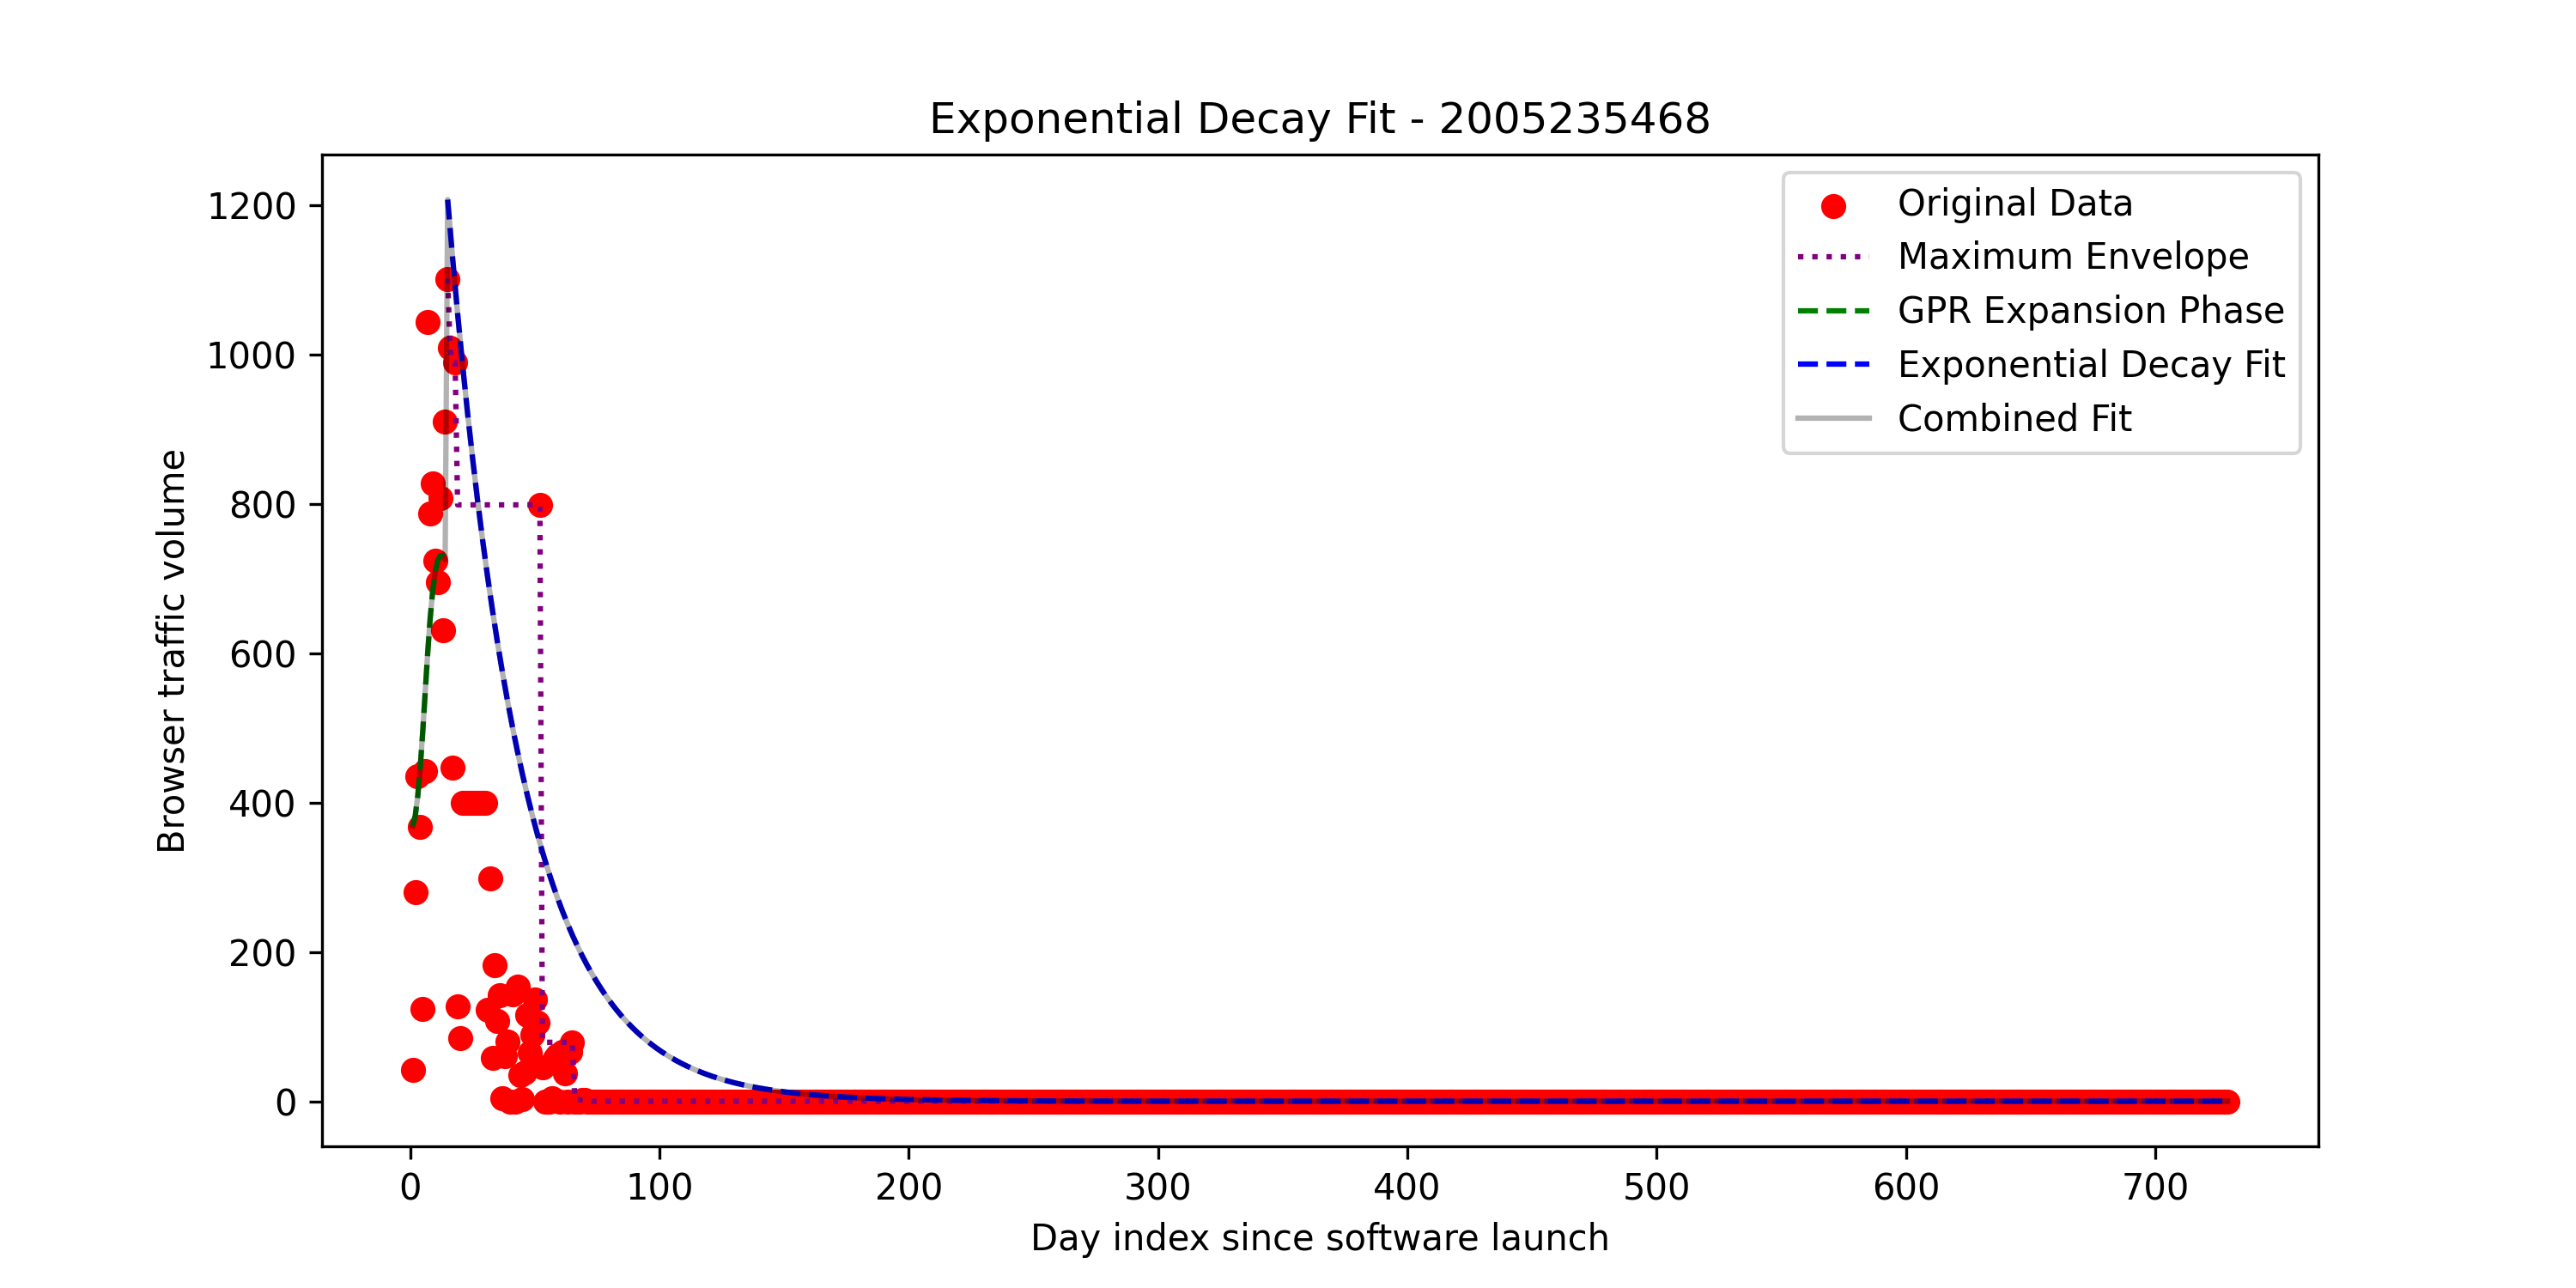 Exponential Decay Fit - 2005235468
Original Data
Maximum Envelope
GPR Expansion Phase
Exponential Decay Fit
Combined Fit
Browser traffic volume
1200
1000
800
600
400
200
0
0 100 200 300 400 500 600 700
Day index since software launch